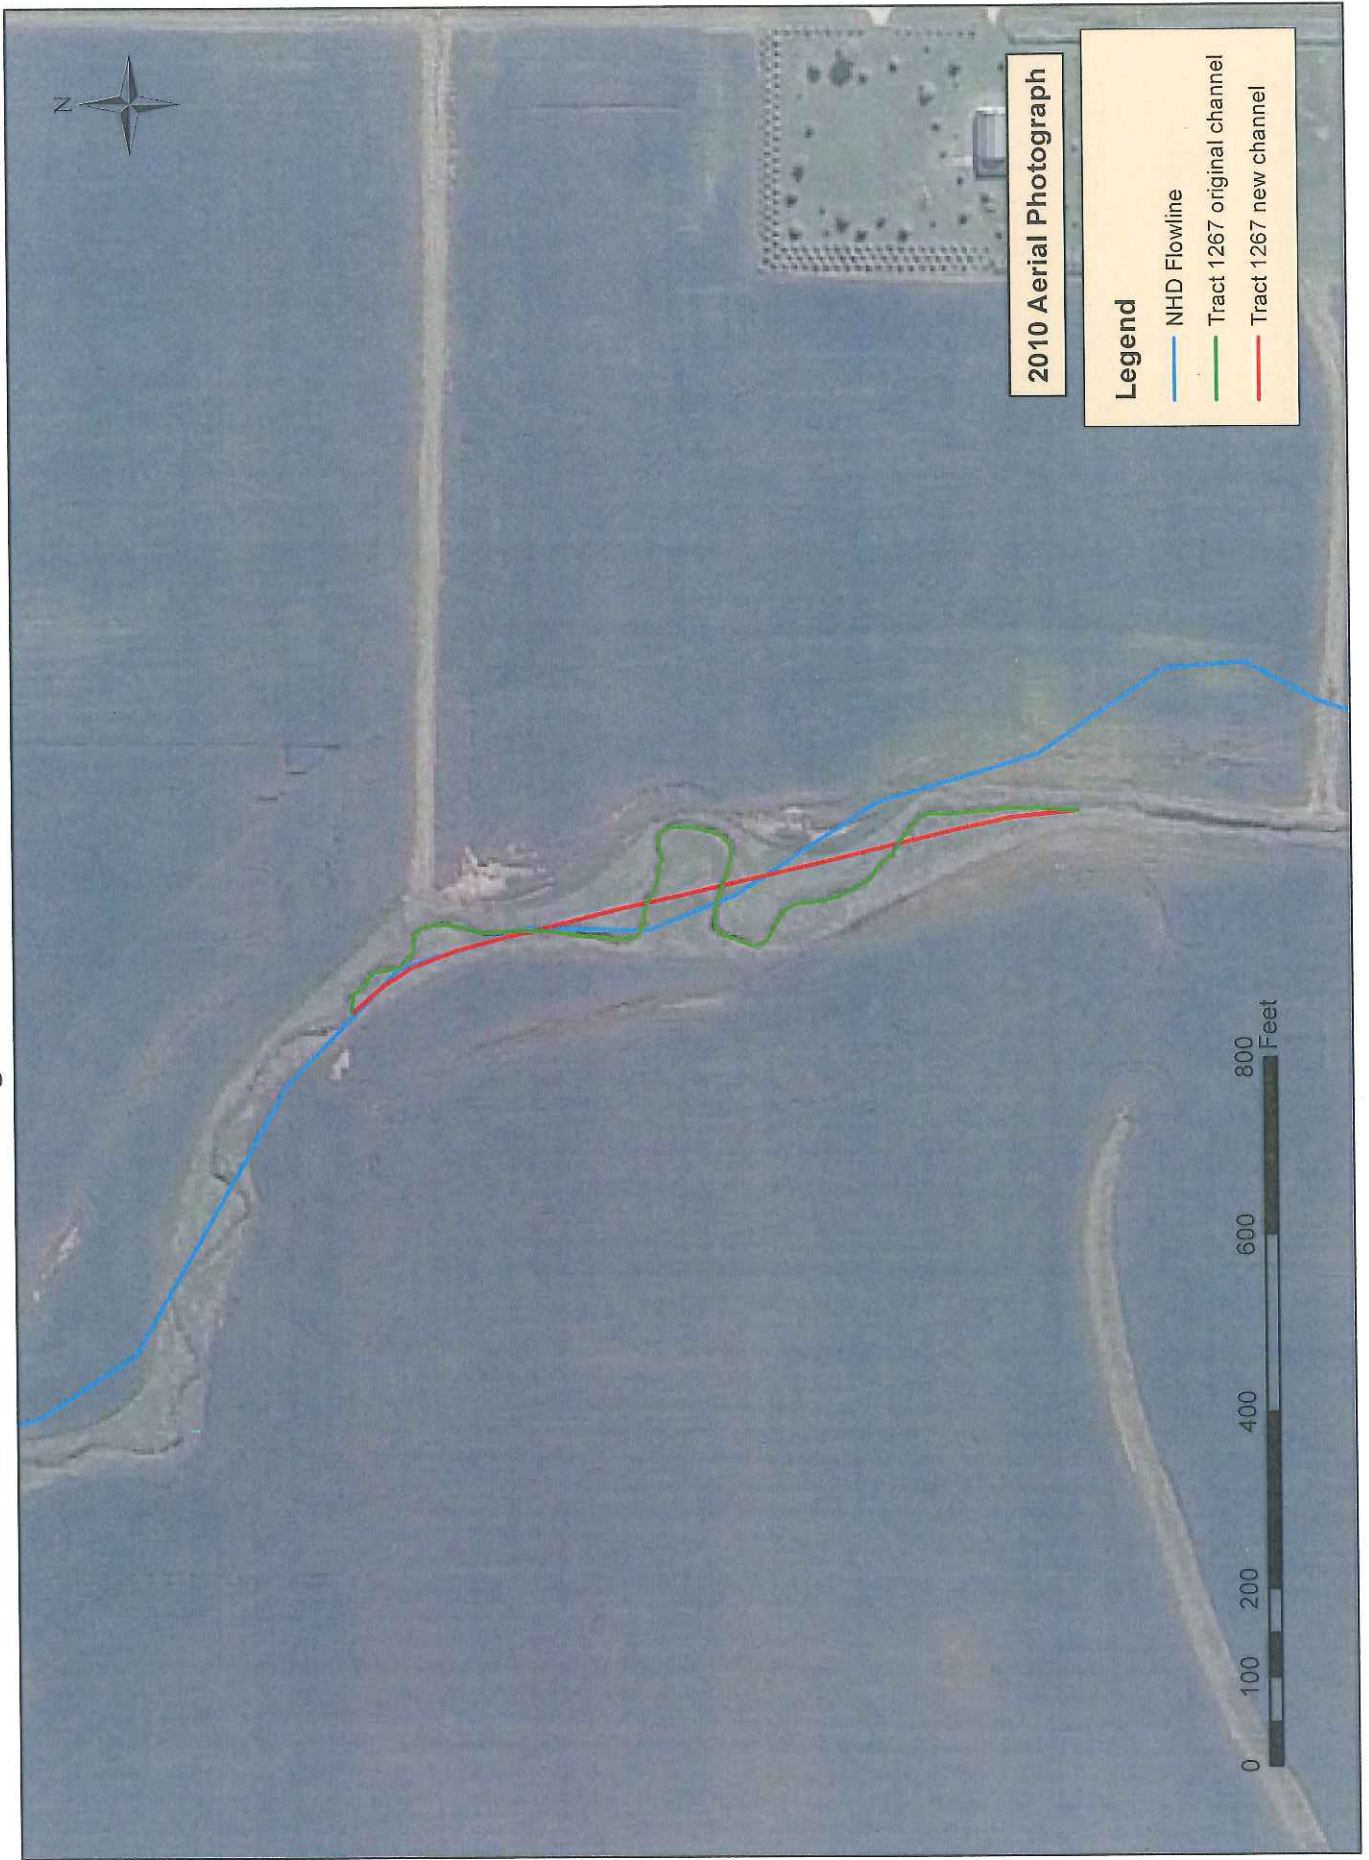 N
2010 Aerial Photograph
Legend
NHD Flowline
Tract 1267 original channel
Tract 1267 new channel
0 100 200 400 600 800
Feet